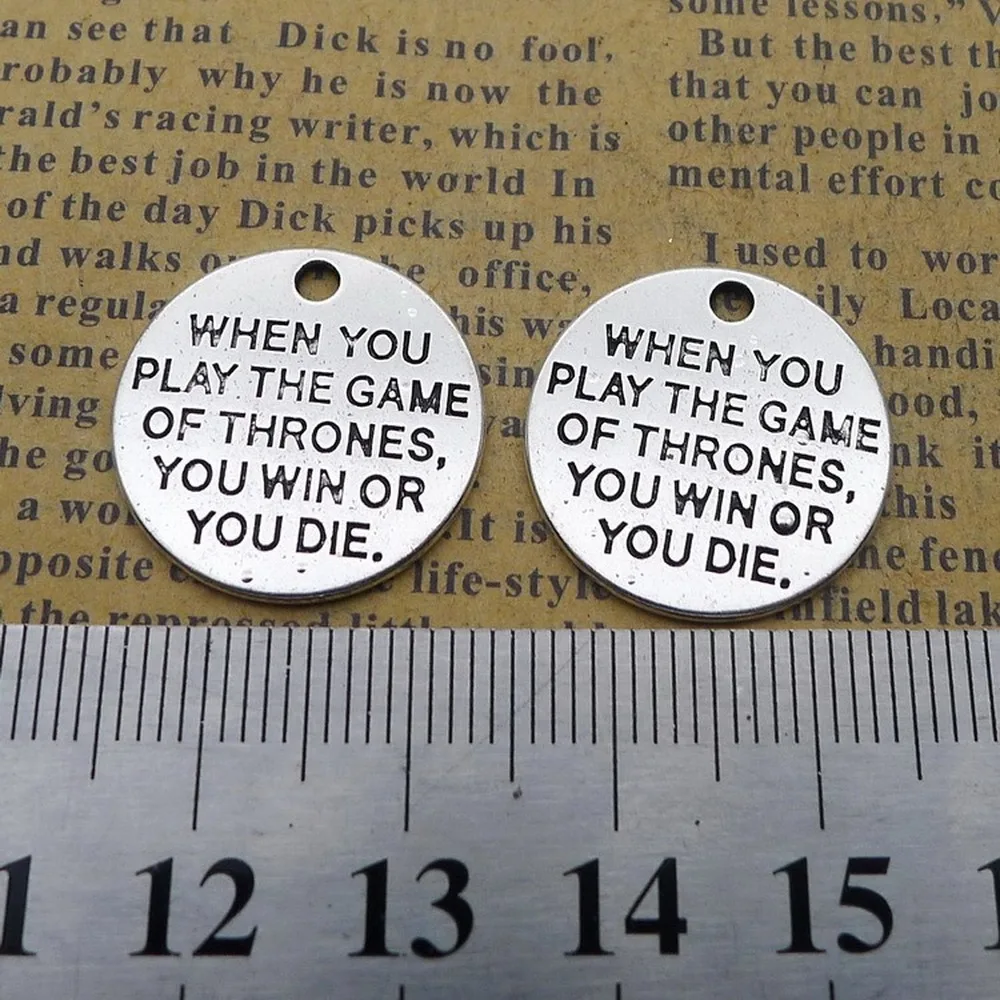 an see that Dick is no fool,
robably why he is now the
rald's racing writer, which is
the best job in the world In
of the day Dick picks up his
nd walks the office,
a regula his wa
some sin
lving
he go
a wo It is
pposite life-style
the repressed
some lessons,"
But the best th
that you can jo
other people in
mental effort co
I used to wor
ily Loca
handi
ood,
nk it
this
he fenc
nfield lak
WHEN YOU
PLAY THE GAME
OF THRONES,
YOU WIN OR
YOU DIE.
WHEN YOU
PLAY THE GAME
OF THRONES,
YOU WIN OR
YOU DIE.
1 12 13 14 15